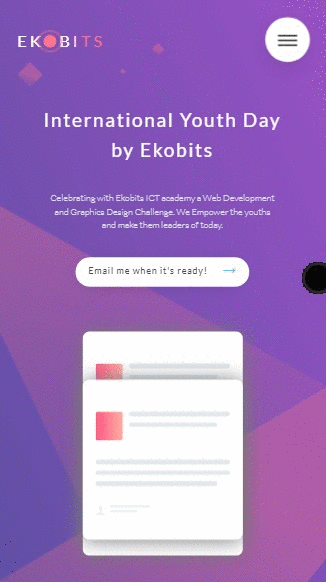 EKOBITS
International Youth Day
by Ekobits
Celebrating with Ekobits ICT academy a Web Development
and Graphics Design Challenge. We Empower the youths
and make them leaders of today.
Email me when it's ready! →